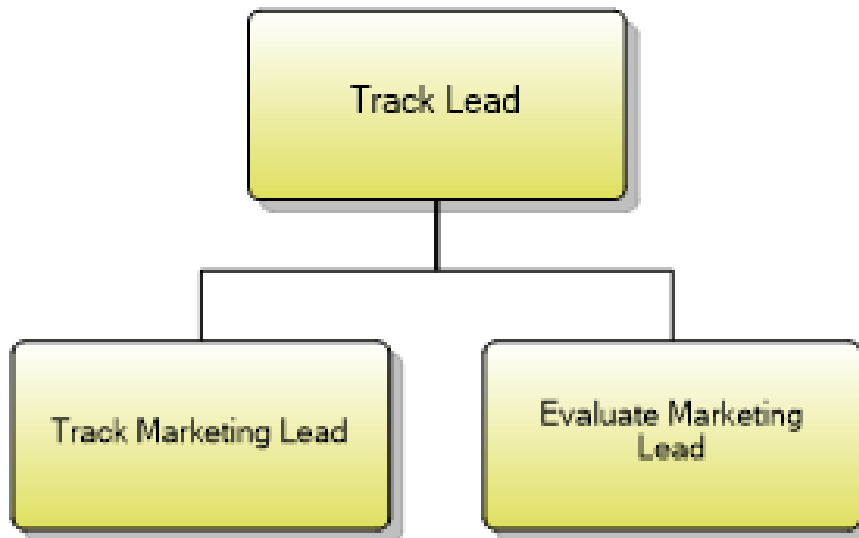 Track Lead
Track Marketing Lead
Evaluate Marketing
Lead